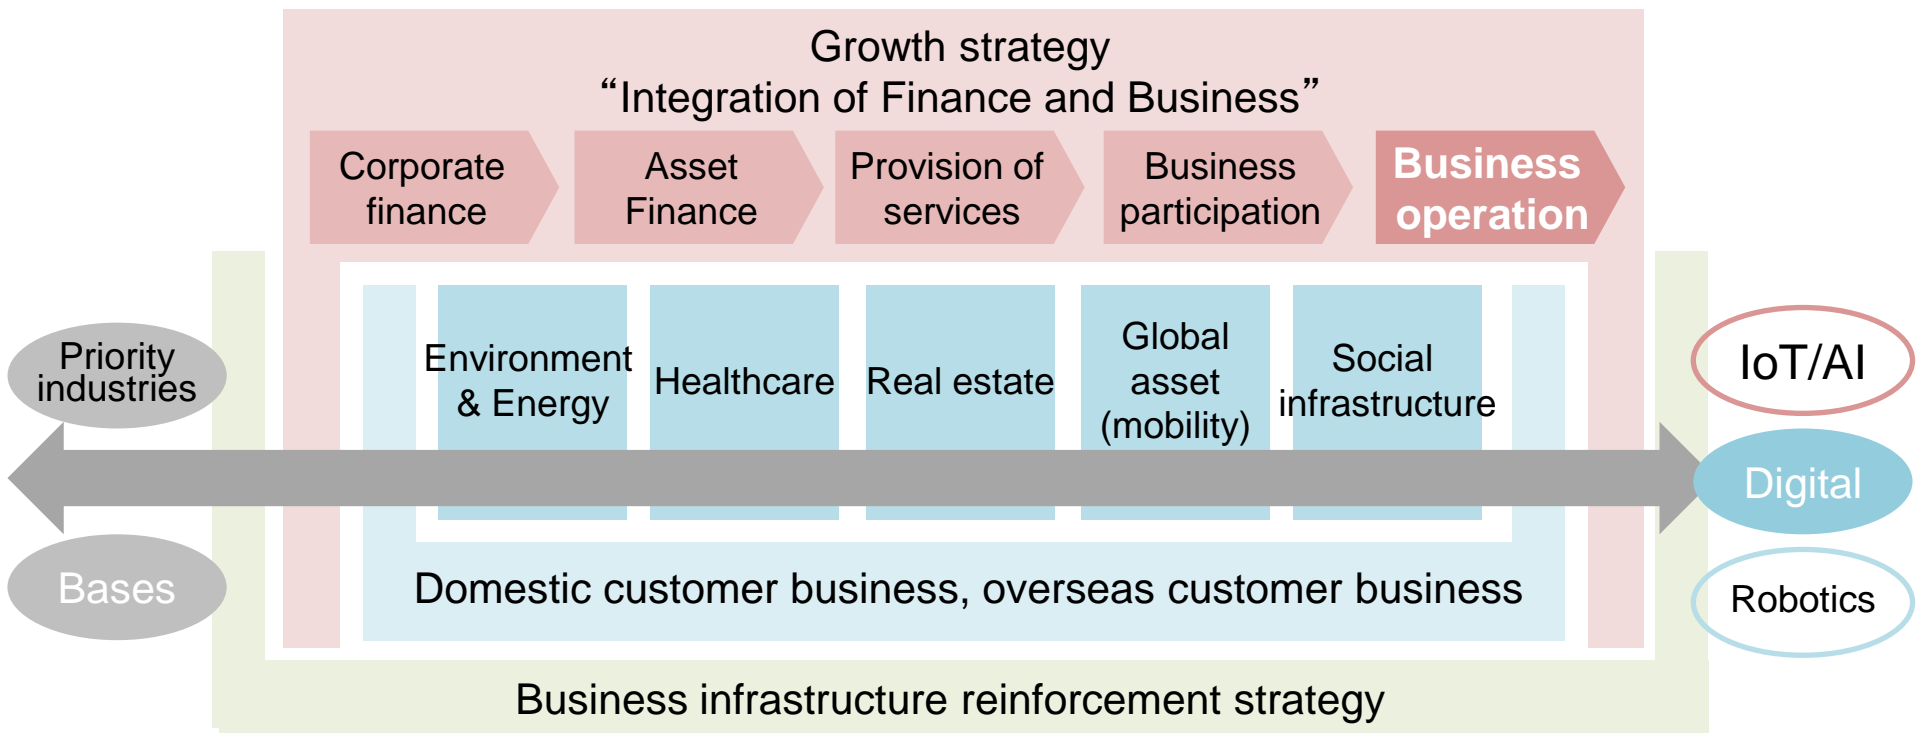 Growth strategy
“Integration of Finance and Business”
Corporate
finance
Asset
Finance
Provision of
services
Business
participation
Business
operation
Priority
industries
Environment
& Energy
Healthcare
Real estate
Global
asset
(mobility)
Social
infrastructure
IoT/AI
Digital
Bases
Domestic customer business, overseas customer business
Robotics
Business infrastructure reinforcement strategy